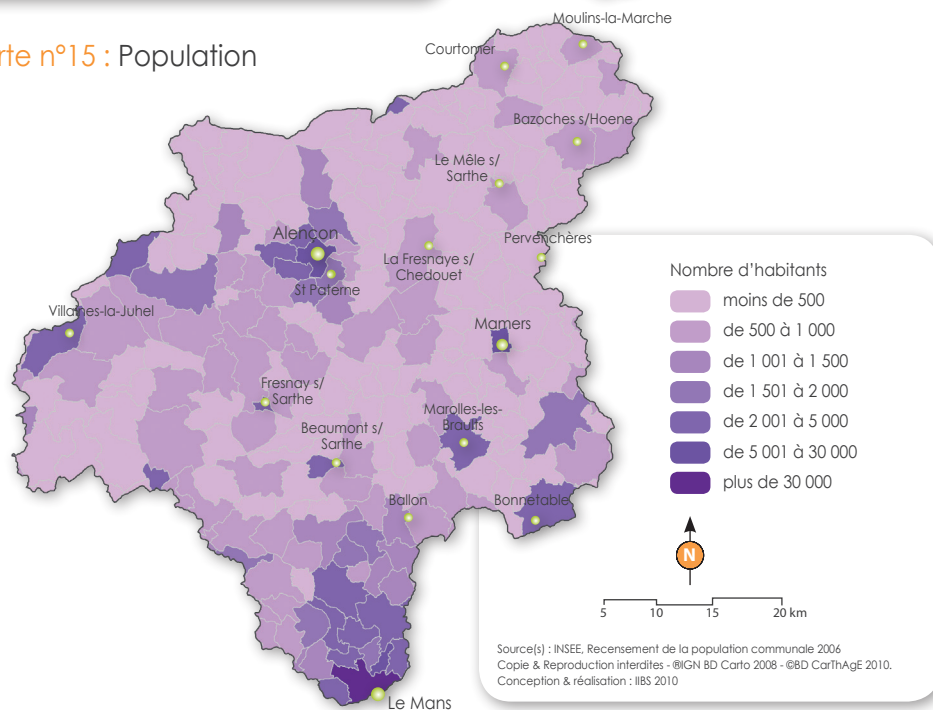 rte n°15 : Population
Moulins-la-Marche
Courtomer
Bazoches s/Hoene
Le Mêle s/
Sarthe
Pervenchères
Alençon
La Fresnaye s/
Chedouet
St Paterne
Villaines-la-Juhel
Mamers
Fresnay s/
Sarthe
Marolles-les-
Braults
Beaumont s/
Sarthe
Ballon
Bonnétable
Le Mans
Nombre d'habitants
moins de 500
de 500 à 1 000
de 1 001 à 1 500
de 1 501 à 2 000
de 2 001 à 5 000
de 5 001 à 30 000
plus de 30 000
N
5 10 15 20 km
Source(s) : INSEE, Recensement de la population communale 2006
Copie & Reproduction interdites - ®IGN BD Carto 2008 - ©BD CarThAgE 2010.
Conception & réalisation : IIBS 2010